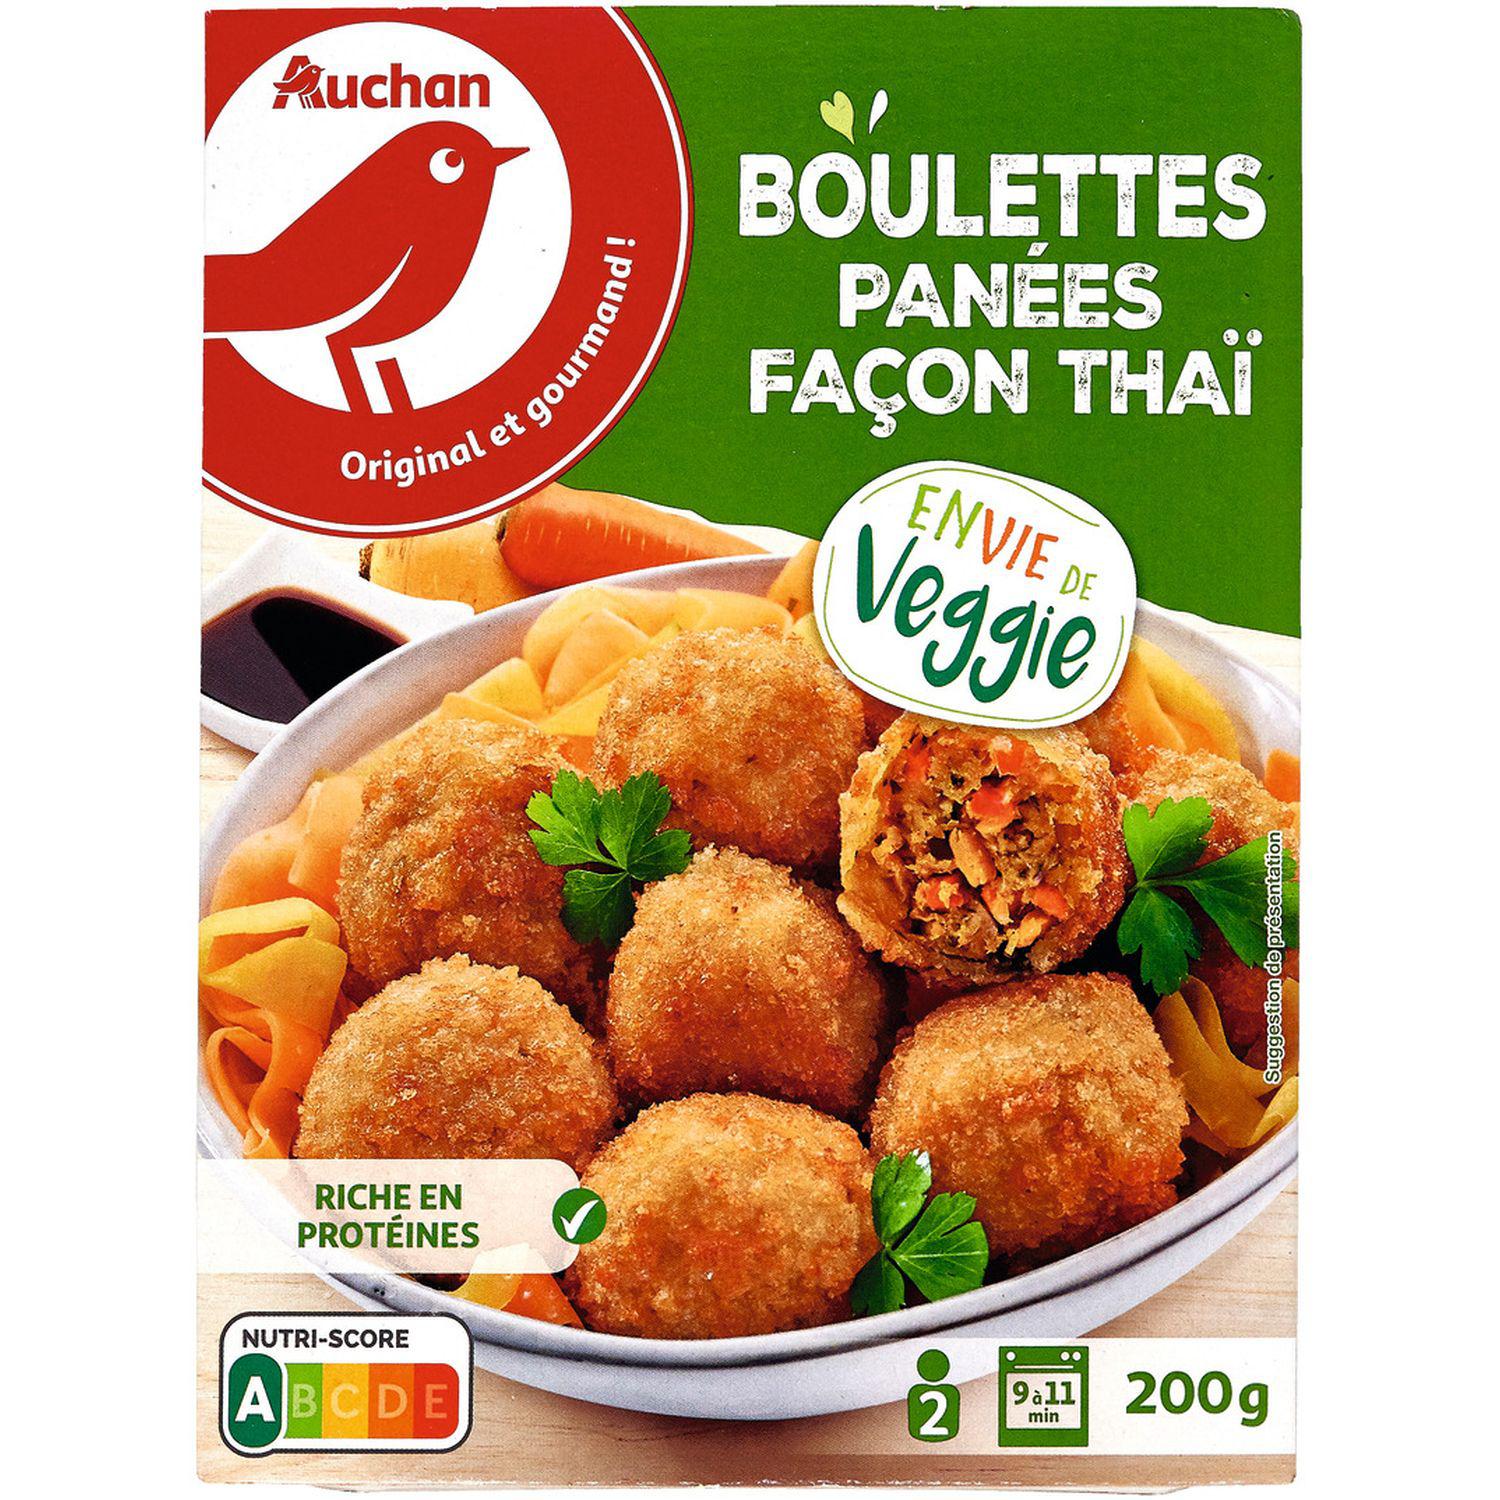 Auchan
Original et gourmand !
BOULETTES
PANÉES
FAÇON THAÏ
ENVIE DE
Veggie
Suggestion de présentation
RICHE EN
PROTÉINES
NUTRI-SCORE
A B C D E
2
9 à 11
min
200g